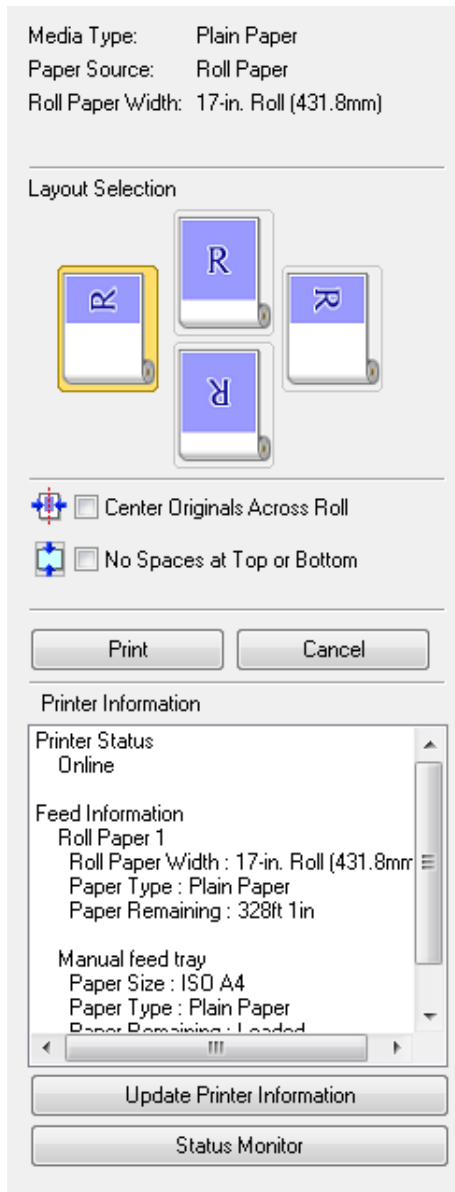 Media Type: Plain Paper
Paper Source: Roll Paper
Roll Paper Width: 17-in. Roll (431.8mm)
Layout Selection
R
R
R
R
Center Originals Across Roll
No Spaces at Top or Bottom
Print Cancel
Printer Information
Printer Status
Online
Feed Information
Roll Paper 1
Roll Paper Width : 17-in. Roll (431.8mm
Paper Type : Plain Paper
Paper Remaining : 328ft 1in
Manual feed tray
Paper Size : ISO A4
Paper Type : Plain Paper
Paper Remaining : Loaded
Update Printer Information
Status Monitor